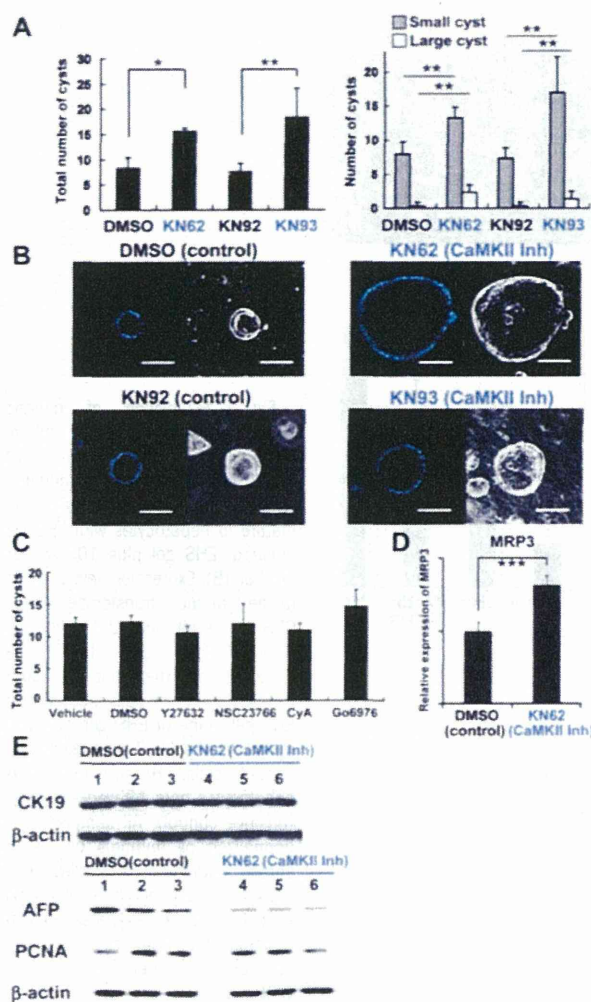 A
Total number of cysts
30
25
20
15
10
5
0
*
**
DMSO KN62 KN92 KN93
Small cyst
Large cyst
Number of cysts
20
15
10
5
0
**
**
**
**
DMSO KN62 KN92 KN93
B
DMSO (control)
KN62 (CaMKII Inh)
KN92 (control)
KN93 (CaMKII Inh)
C
Total number of cysts
20
15
10
5
0
Vehicle DMSO Y27632 NSC23766 CyA Go6976
D
MRP3
***
Relative expression of MRP3
DMSO (control)
KN62 (CaMKII Inh)
E
DMSO(control) KN62 (CaMKII Inh)
1 2 3 4 5 6
CK19
β-actin
DMSO(control) KN62 (CaMKII Inh)
1 2 3 4 5 6
AFP
PCNA
β-actin